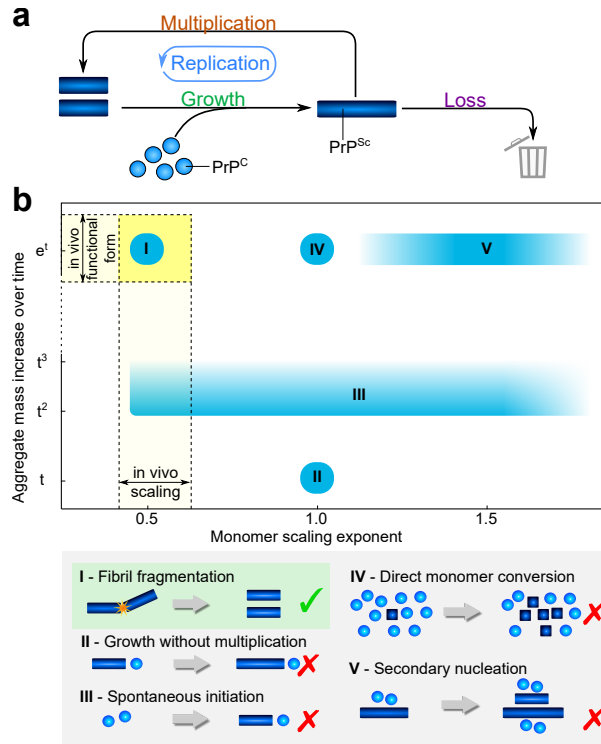 a
Multiplication
Replication
Growth
Loss
PrP^C
PrP^Sc
b
Aggregate mass increase over time
e^t
t^3
t^2
t
in vivo
functional
form
I
IV
V
III
II
in vivo
scaling
0.5
1.0
1.5
Monomer scaling exponent
I - Fibril fragmentation
II - Growth without multiplication
III - Spontaneous initiation
IV - Direct monomer conversion
V - Secondary nucleation